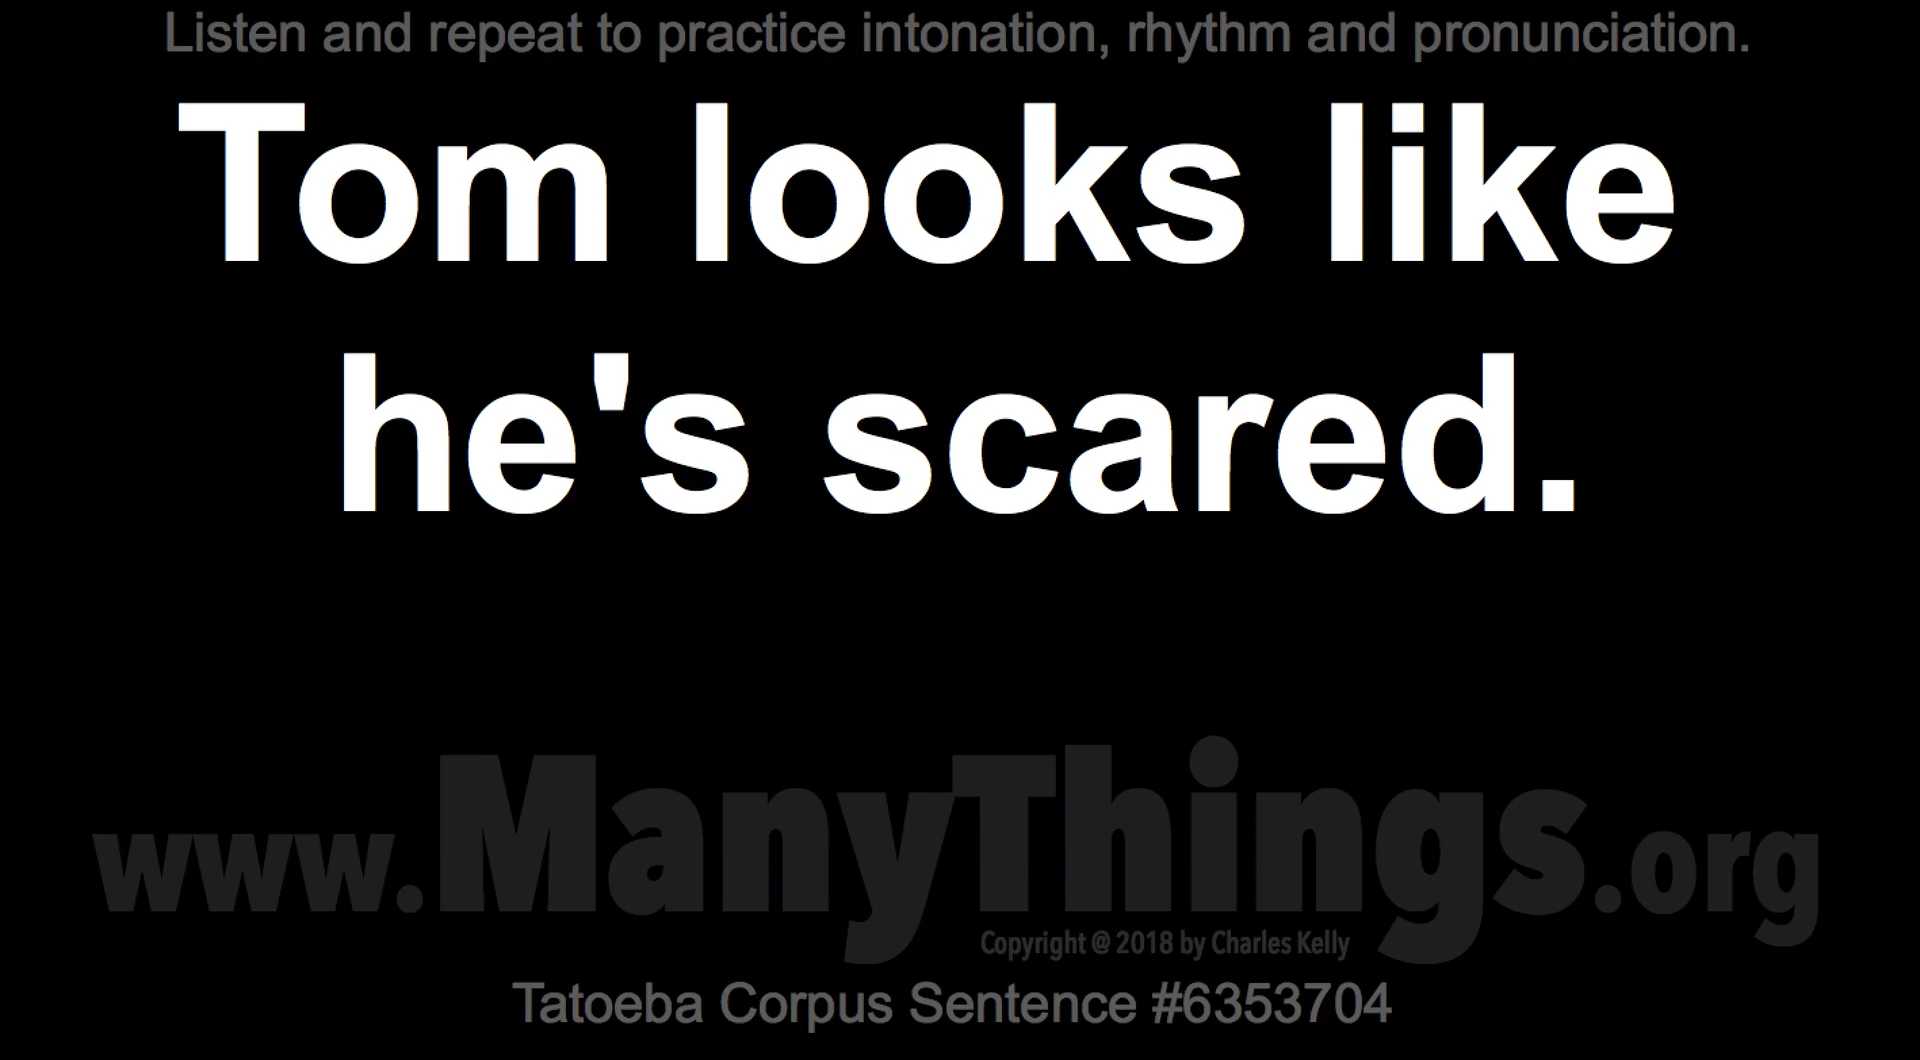 Listen and repeat to practice intonation, rhythm and pronunciation.
Tom looks like
he's scared.
www.ManyThings.org
Copyright @ 2018 by Charles Kelly
Tatoeba Corpus Sentence #6353704